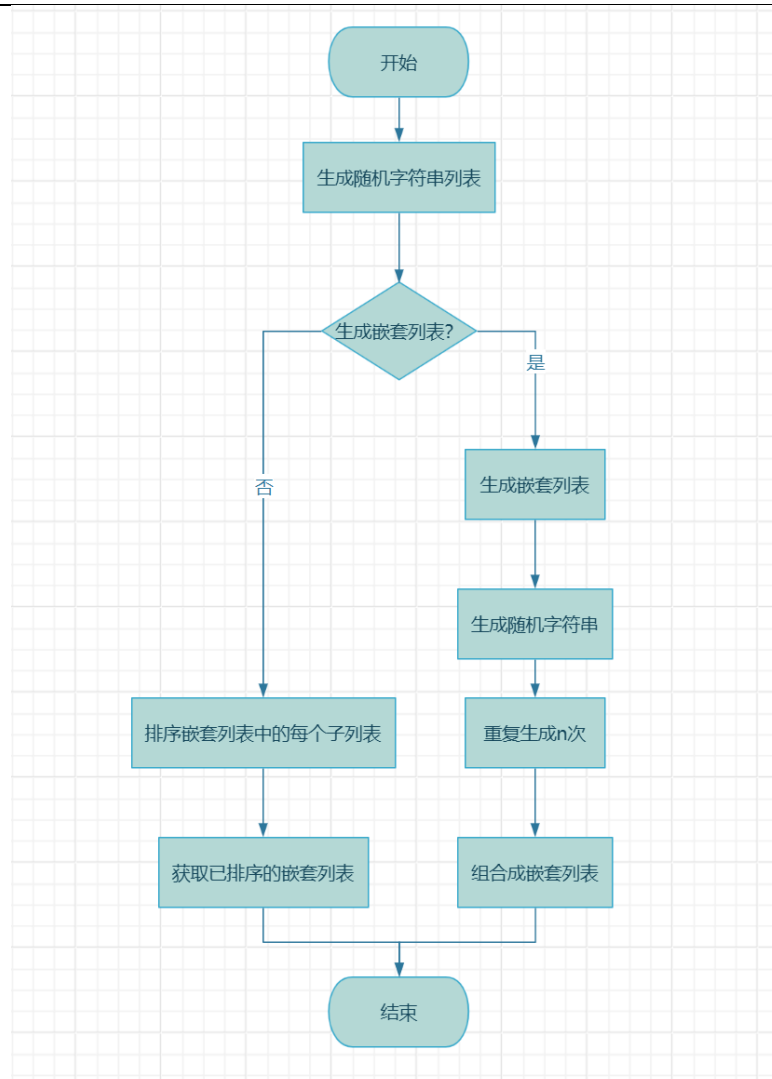 开始
生成随机字符串列表
生成嵌套列表?
是
生成嵌套列表
否
生成随机字符串
排序嵌套列表中的每个子列表
重复生成n次
获取已排序的嵌套列表
组合成嵌套列表
结束